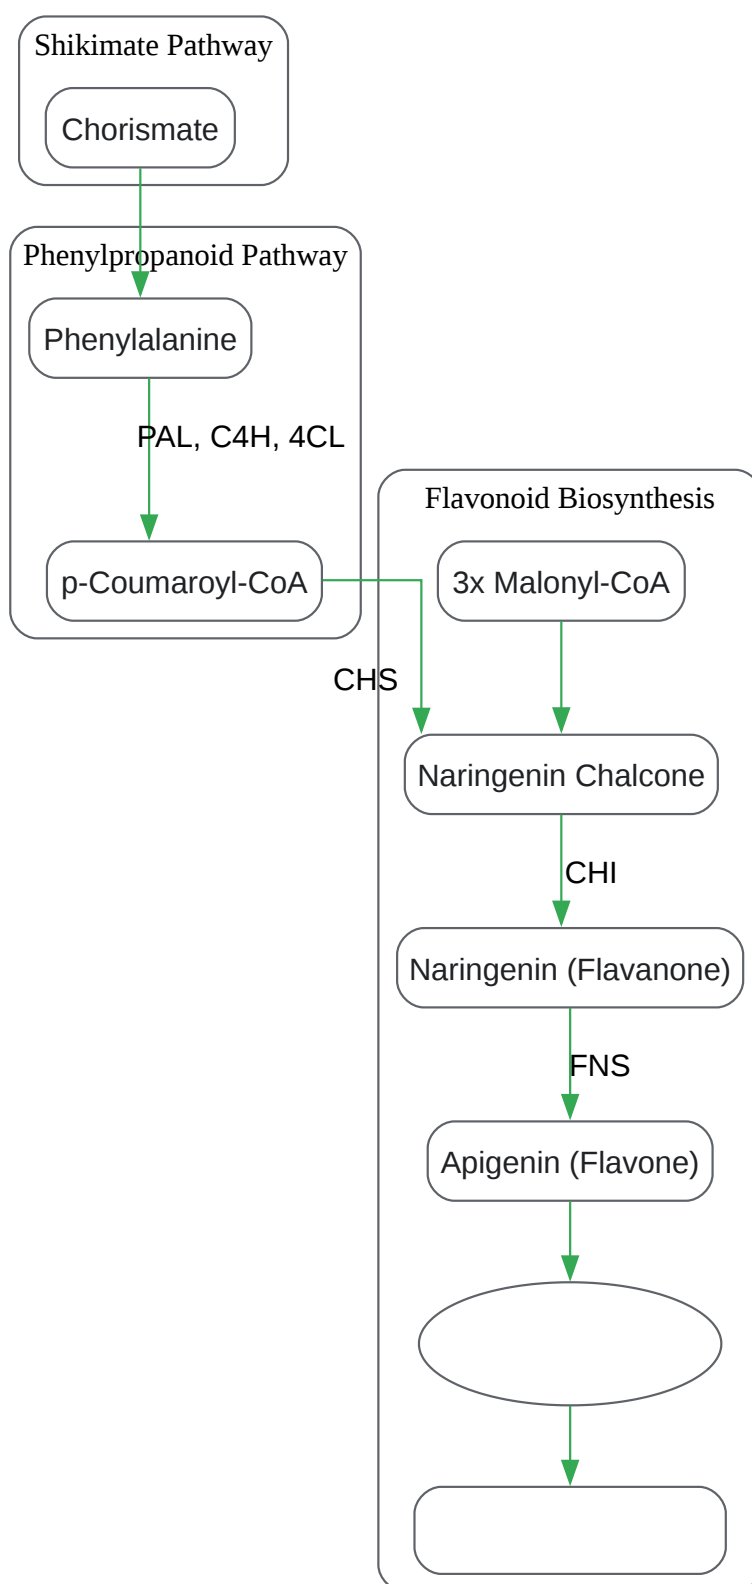 Shikimate Pathway
Chorismate
Phenylpropanoid Pathway
Phenylalanine
PAL, C4H, 4CL
p-Coumaroyl-CoA
Flavonoid Biosynthesis
3x Malonyl-CoA
CHS
Naringenin Chalcone
CHI
Naringenin (Flavanone)
FNS
Apigenin (Flavone)